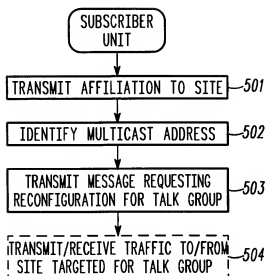 SUBSCRIBER
UNIT
TRANSMIT AFFILIATION TO SITE
501
IDENTIFY MULTICAST ADDRESS
502
TRANSMIT MESSAGE REQUESTING
RECONFIGURATION FOR TALK GROUP
503
TRANSMIT/RECEIVE TRAFFIC TO/FROM
SITE TARGETED FOR TALK GROUP
504